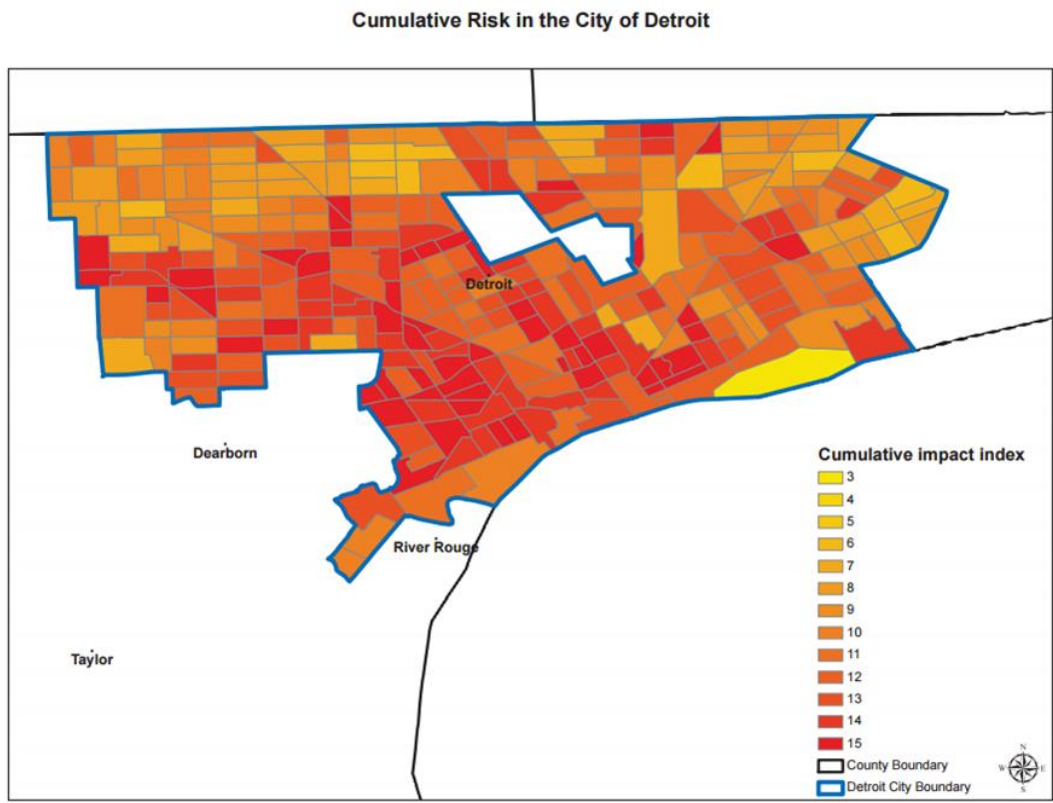 Cumulative Risk in the City of Detroit
Detroit
Dearborn
River Rouge
Taylor
Cumulative impact index
3
4
5
6
7
8
9
10
11
12
13
14
15
County Boundary
Detroit City Boundary
N
W E
S